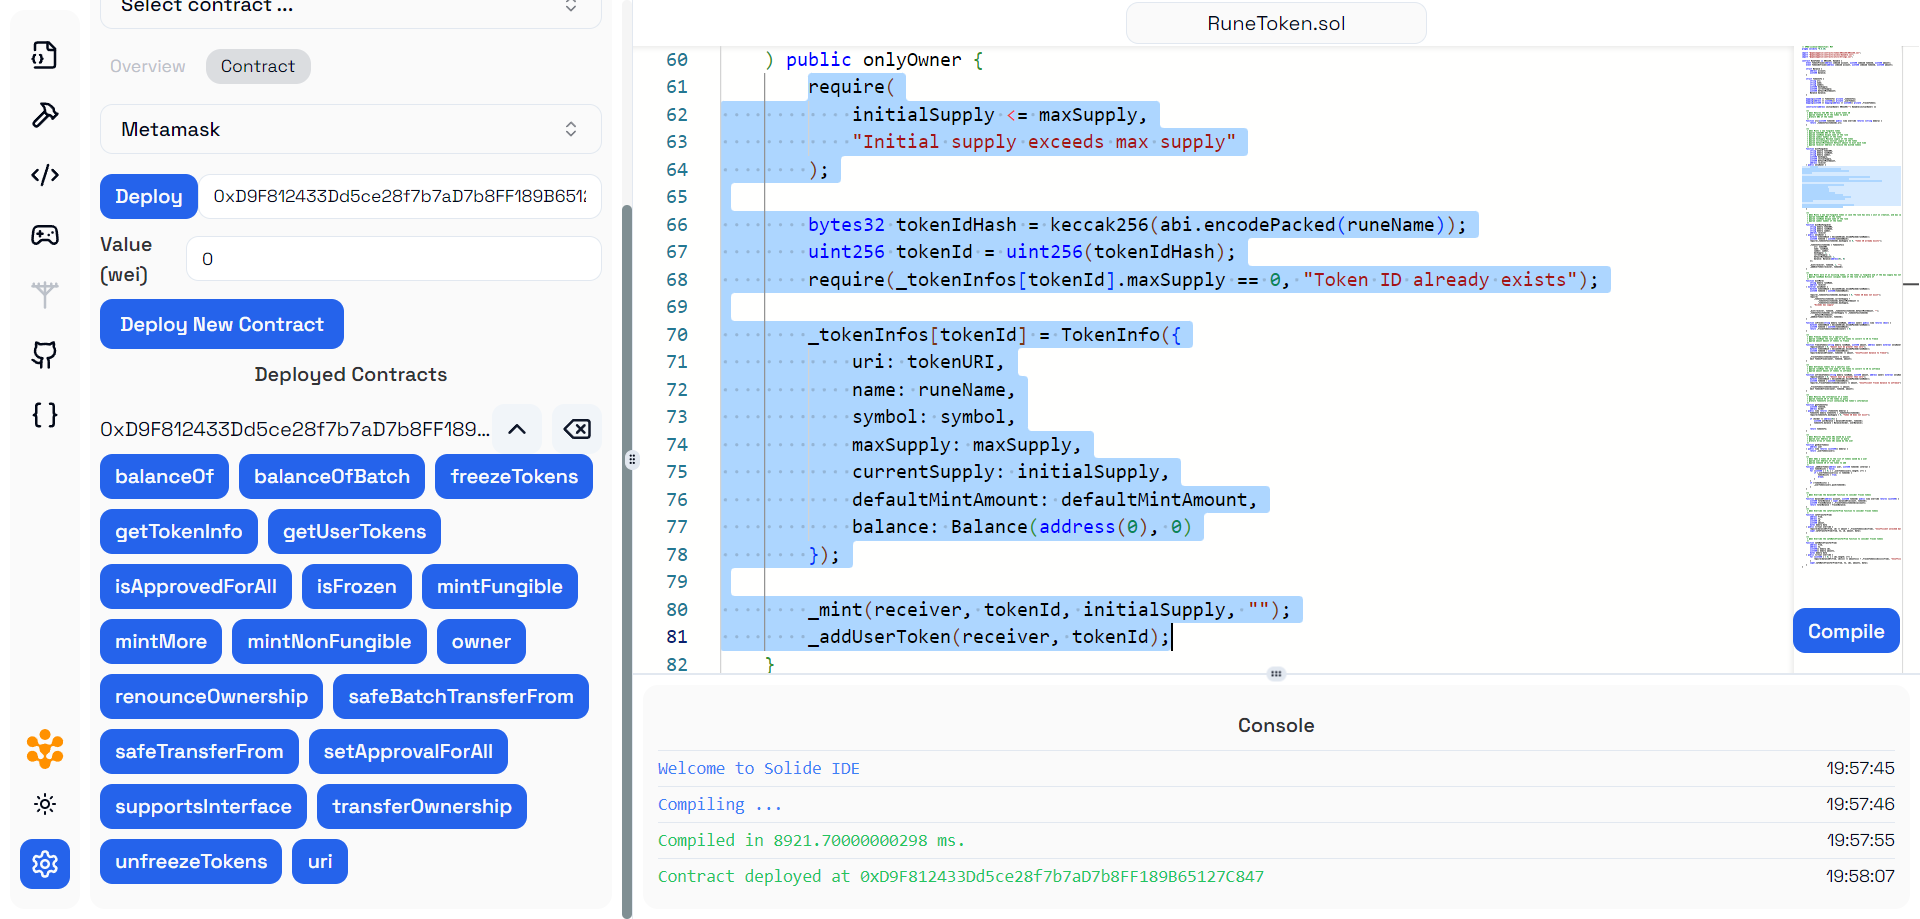 Select contract ...
Overview
Contract
Metamask
Deploy
0xD9F812433Dd5ce28f7b7aD7b8FF189B6512
Value
(wei)
0
Deploy New Contract
Deployed Contracts
0xD9F812433Dd5ce28f7b7aD7b8FF189...
balanceOf
balanceOfBatch
freezeTokens
getTokenInfo
getUserTokens
isApprovedForAll
isFrozen
mintFungible
mintMore
mintNonFungible
owner
renounceOwnership
safeBatchTransferFrom
safeTransferFrom
setApprovalForAll
supportsInterface
transferOwnership
unfreezeTokens
uri
RuneToken.sol
60 ) public onlyOwner {
61 require(
62 initialSupply <= maxSupply,
63 "Initial supply exceeds max supply"
64 );
65
66 bytes32 tokenIdHash = keccak256(abi.encodePacked(runeName));
67 uint256 tokenId = uint256(tokenIdHash);
68 require(_tokenInfos[tokenId].maxSupply == 0, "Token ID already exists");
69
70 _tokenInfos[tokenId] = TokenInfo({
71 uri: tokenURI,
72 name: runeName,
73 symbol: symbol,
74 maxSupply: maxSupply,
75 currentSupply: initialSupply,
76 defaultMintAmount: defaultMintAmount,
77 balance: Balance(address(0), 0)
78 });
79
80 _mint(receiver, tokenId, initialSupply, "");
81 _addUserToken(receiver, tokenId);
82 }
Compile
Console
Welcome to Solide IDE 19:57:45
Compiling ... 19:57:46
Compiled in 8921.70000000298 ms. 19:57:55
Contract deployed at 0xD9F812433Dd5ce28f7b7aD7b8FF189B65127C847 19:58:07